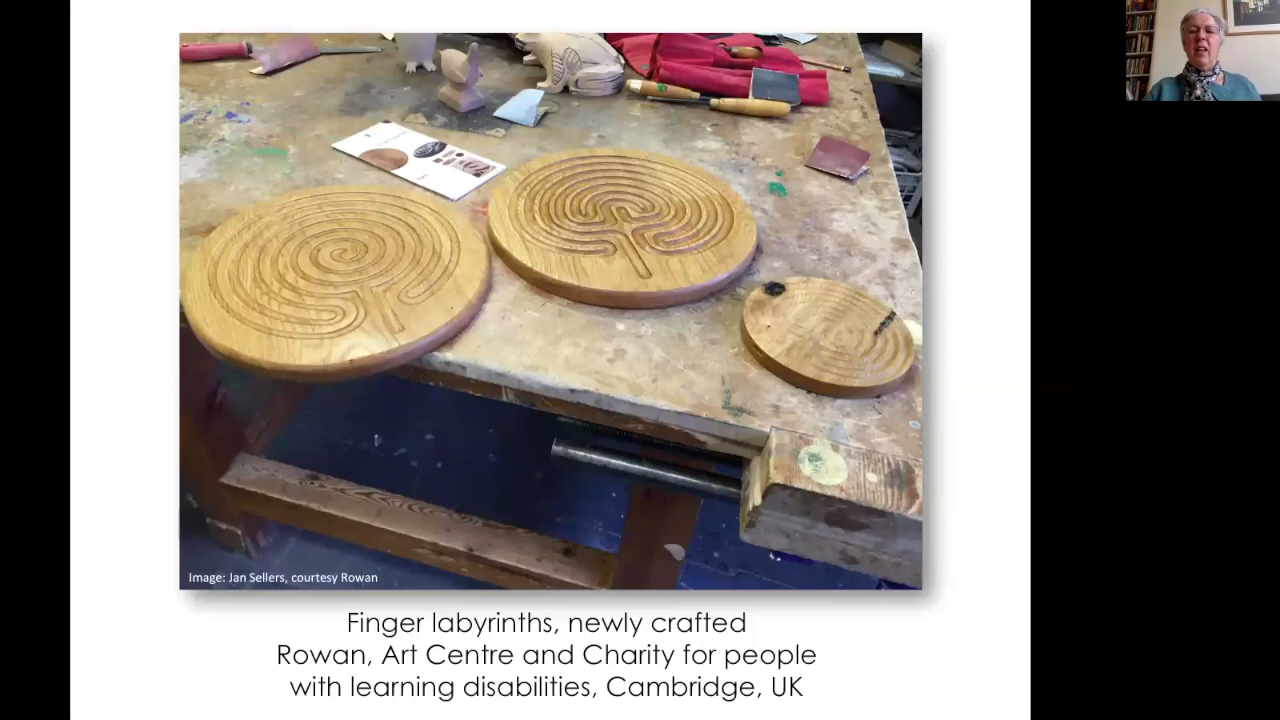 Image: Jan Sellers, courtesy Rowan
Finger labyrinths, newly crafted
Rowan, Art Centre and Charity for people
with learning disabilities, Cambridge, UK